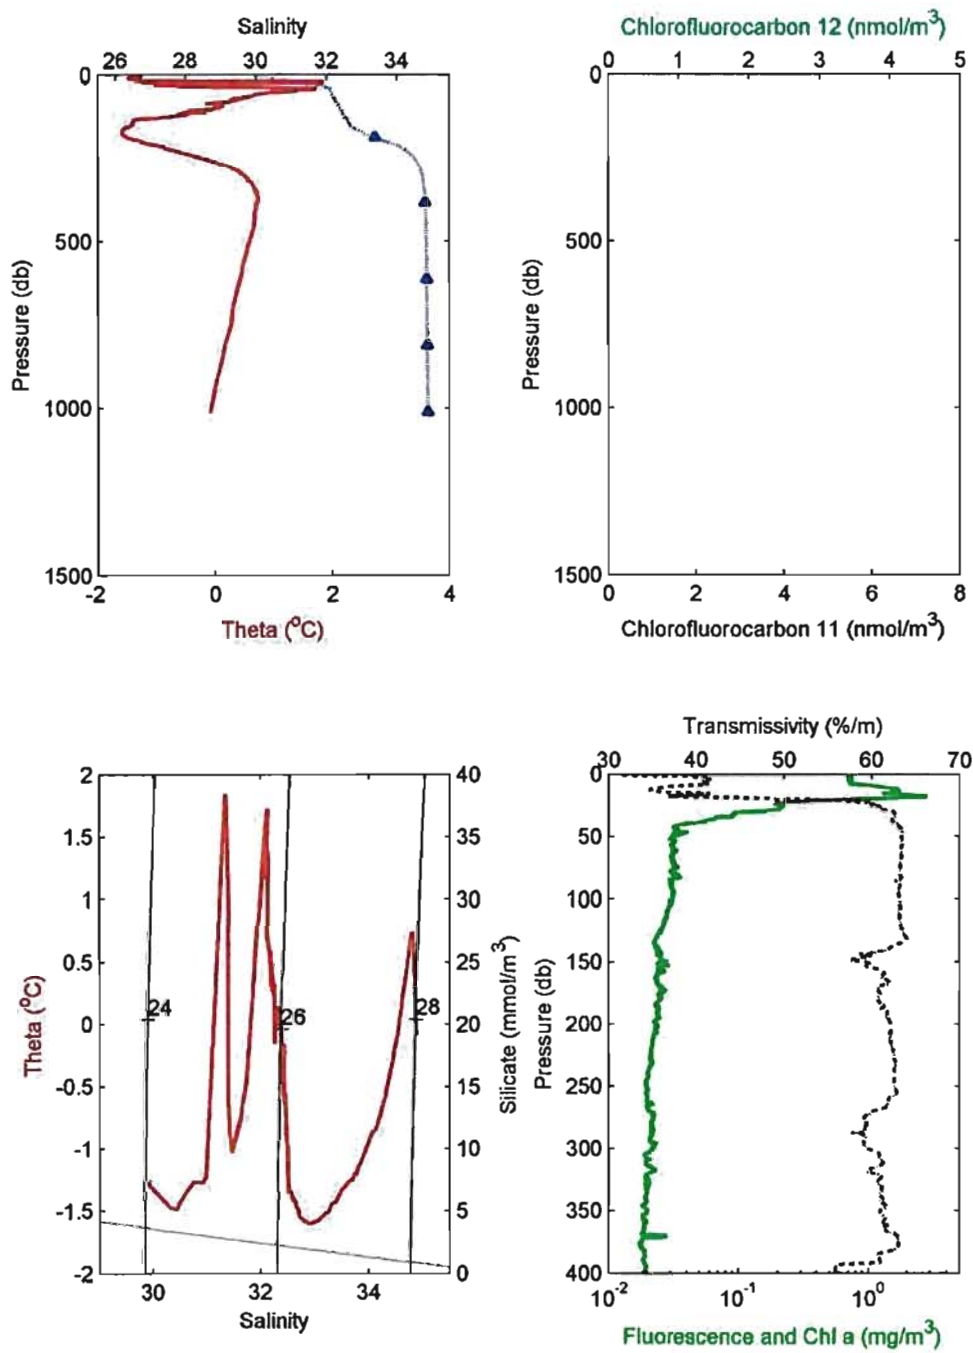 Salinity
26 28 30 32 34
0
500
1000
1500
Pressure (db)
-2 0 2 4
Theta (°C)
Chlorofluorocarbon 12 (nmol/m³)
0 1 2 3 4 5
0
500
1000
1500
Pressure (db)
0 2 4 6 8
Chlorofluorocarbon 11 (nmol/m³)
2
1.5
1
0.5
0
-0.5
-1
-1.5
-2
Theta (°C)
24
26
28
40
35
30
25
20
15
10
5
0
Silicate (mmol/m³)
30 32 34
Salinity
Transmissivity (%/m)
30 40 50 60 70
0
50
100
150
200
250
300
350
400
Pressure (db)
10⁻² 10⁻¹ 10⁰
Fluorescence and Chl a (mg/m³)